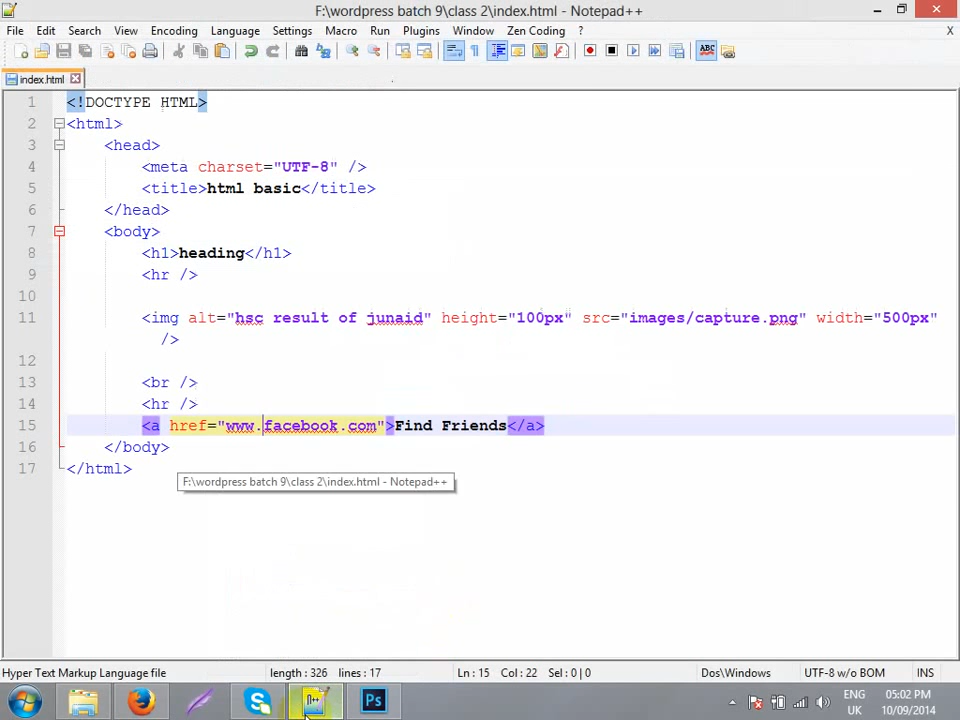 F:\wordpress batch 9\class 2\index.html - Notepad++
File Edit Search View Encoding Language Settings Macro Run Plugins Window Zen Coding ? X
ABC
index.html
1 <!DOCTYPE HTML>
2 <html>
3 <head>
4 <meta charset="UTF-8" />
5 <title>html basic</title>
6 </head>
7 <body>
8 <h1>heading</h1>
9 <hr />
10
11 <img alt="hsc result of junaid" height="100px" src="images/capture.png" width="500px"
/>
12
13 <br />
14 <hr />
15 <a href="www.facebook.com">Find Friends</a>
16 </body>
17 </html>
F:\wordpress batch 9\class 2\index.html - Notepad++
Hyper Text Markup Language file length : 326 lines : 17 Ln : 15 Col : 22 Sel : 0 | 0 Dos\Windows UTF-8 w/o BOM INS
Ps
ENG 05:02 PM
UK 10/09/2014